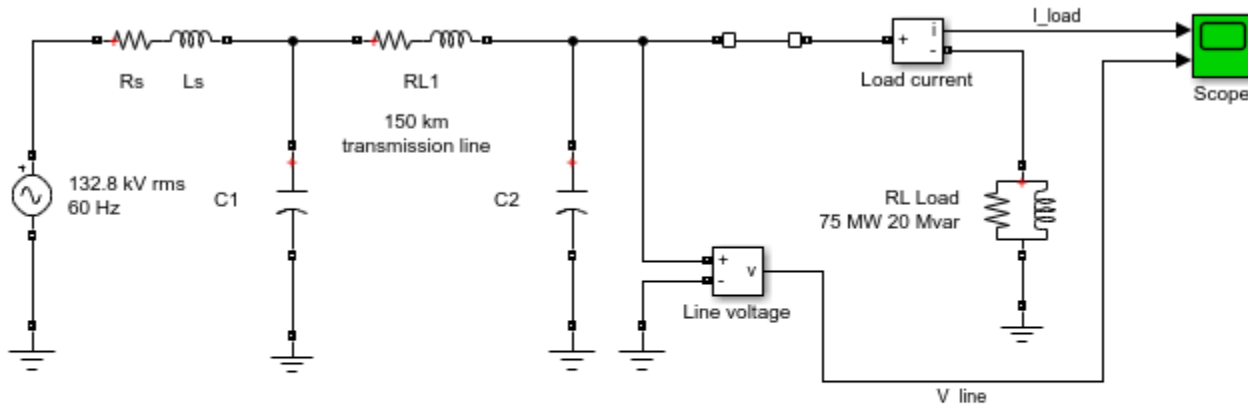 I_load
i
+
-
Load current
Scope
Rs
Ls
RL1
150 km
transmission line
+
132.8 kV rms
60 Hz
C1
C2
RL Load
75 MW 20 Mvar
+
-
v
Line voltage
V_line